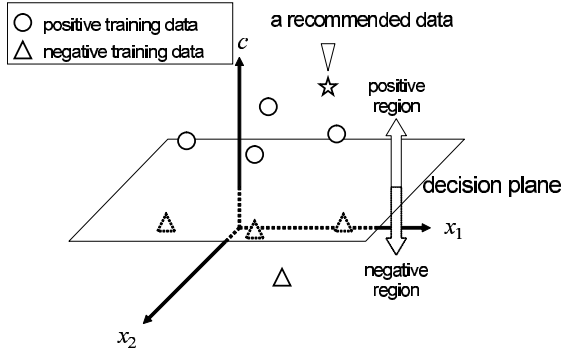 positive training data
negative training data
a recommended data
c
positive
region
decision plane
x1
negative
region
x2